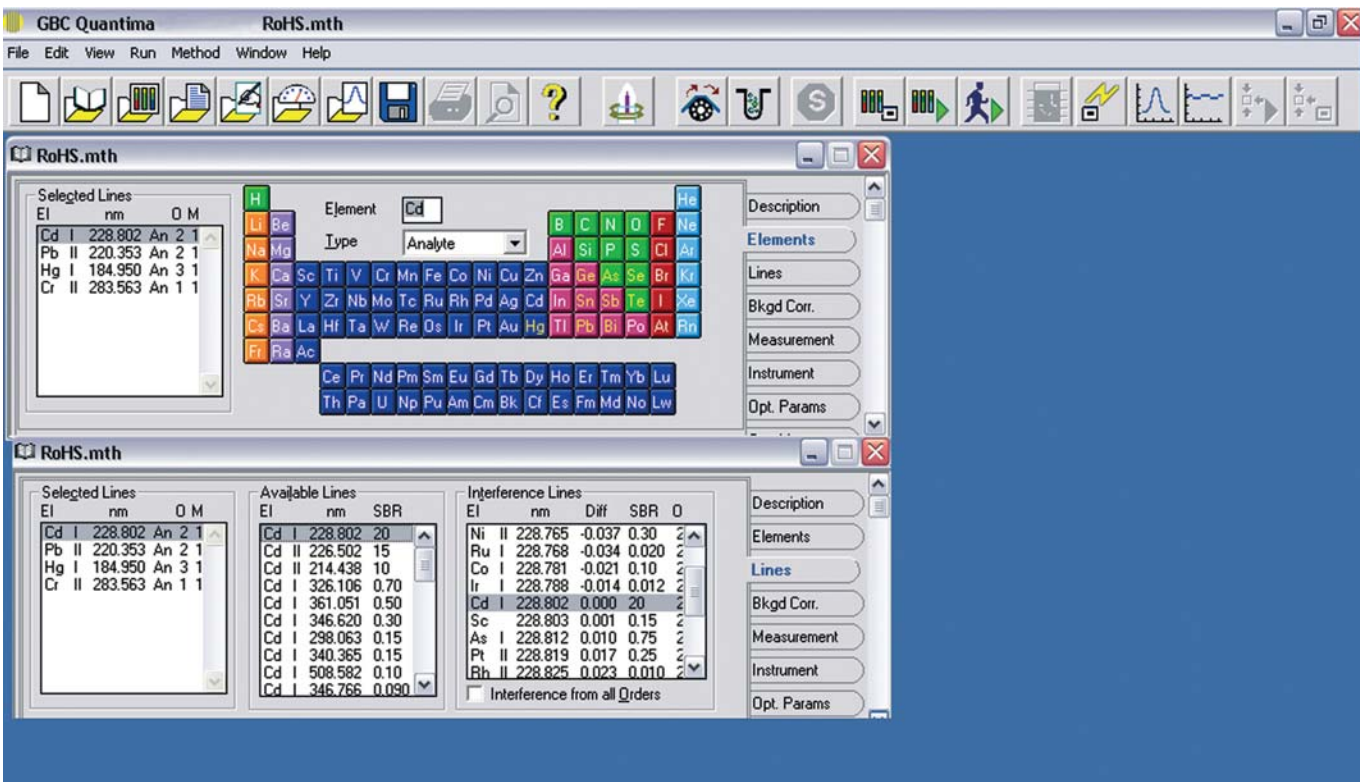 GBC Quantima RoHS.mth
File Edit View Run Method Window Help
RoHS.mth
Selected Lines
El nm O M
Cd I 228.802 An 2 1
Pb II 220.353 An 2 1
Hg I 184.950 An 3 1
Cr II 283.563 An 1 1
Element Cd
Type Analyte
H He
Li Be B C N O F Ne
Na Mg Al Si P S Cl Ar
K Ca Sc Ti V Cr Mn Fe Co Ni Cu Zn Ga Ge As Se Br Kr
Rb Sr Y Zr Nb Mo Tc Ru Rh Pd Ag Cd In Sn Sb Te I Xe
Cs Ba La Hf Ta W Re Os Ir Pt Au Hg Tl Pb Bi Po At Rn
Fr Ra Ac
Ce Pr Nd Pm Sm Eu Gd Tb Dy Ho Er Tm Yb Lu
Th Pa U Np Pu Am Cm Bk Cf Es Fm Md No Lw
Description
Elements
Lines
Bkgd Corr.
Measurement
Instrument
Opt. Params
RoHS.mth
Selected Lines
El nm O M
Cd I 228.802 An 2 1
Pb II 220.353 An 2 1
Hg I 184.950 An 3 1
Cr II 283.563 An 1 1
Available Lines
El nm SBR
Cd I 228.802 20
Cd II 226.502 15
Cd II 214.438 10
Cd I 326.106 0.70
Cd I 361.051 0.50
Cd I 346.620 0.30
Cd I 298.063 0.15
Cd I 340.365 0.15
Cd I 508.582 0.10
Cd I 346.766 0.090
Interference Lines
El nm Diff SBR O
Ni II 228.765 -0.037 0.30 2
Ru I 228.768 -0.034 0.020 2
Co I 228.781 -0.021 0.10 2
Ir I 228.788 -0.014 0.012 2
Cd I 228.802 0.000 20 2
Sc 228.803 0.001 0.15 2
As I 228.812 0.010 0.75 2
Pt II 228.819 0.017 0.25 2
Rh II 228.825 0.023 0.010 2
Interference from all Orders
Description
Elements
Lines
Bkgd Corr.
Measurement
Instrument
Opt. Params